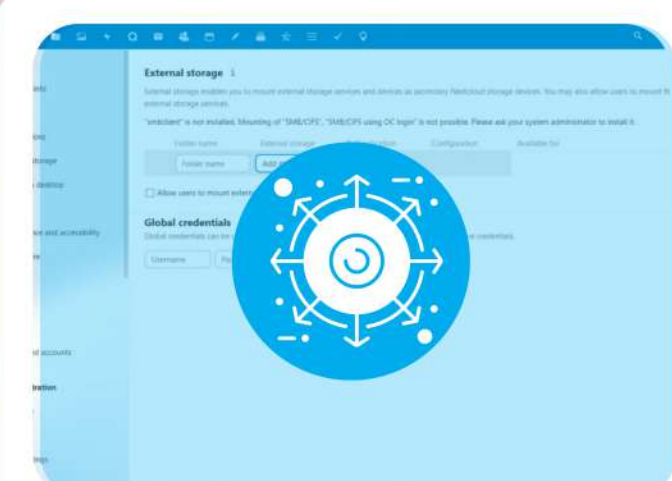 External storage
External storage enables you to mount external storage services and devices as secondary Nextcloud storage devices. You may also allow users to mount
external storage services.
"smbclient" is not installed. Mounting of "SMB/CIFS", "SMB/CIFS using OC login" is not possible. Please ask your system administrator to install it.
Folder name External storage Configuration Available for
Folder name Add
Allow users to mount
Global credentials
Global credentials can be credentials.
Username
info
storage
desktop
and accessibility
accounts